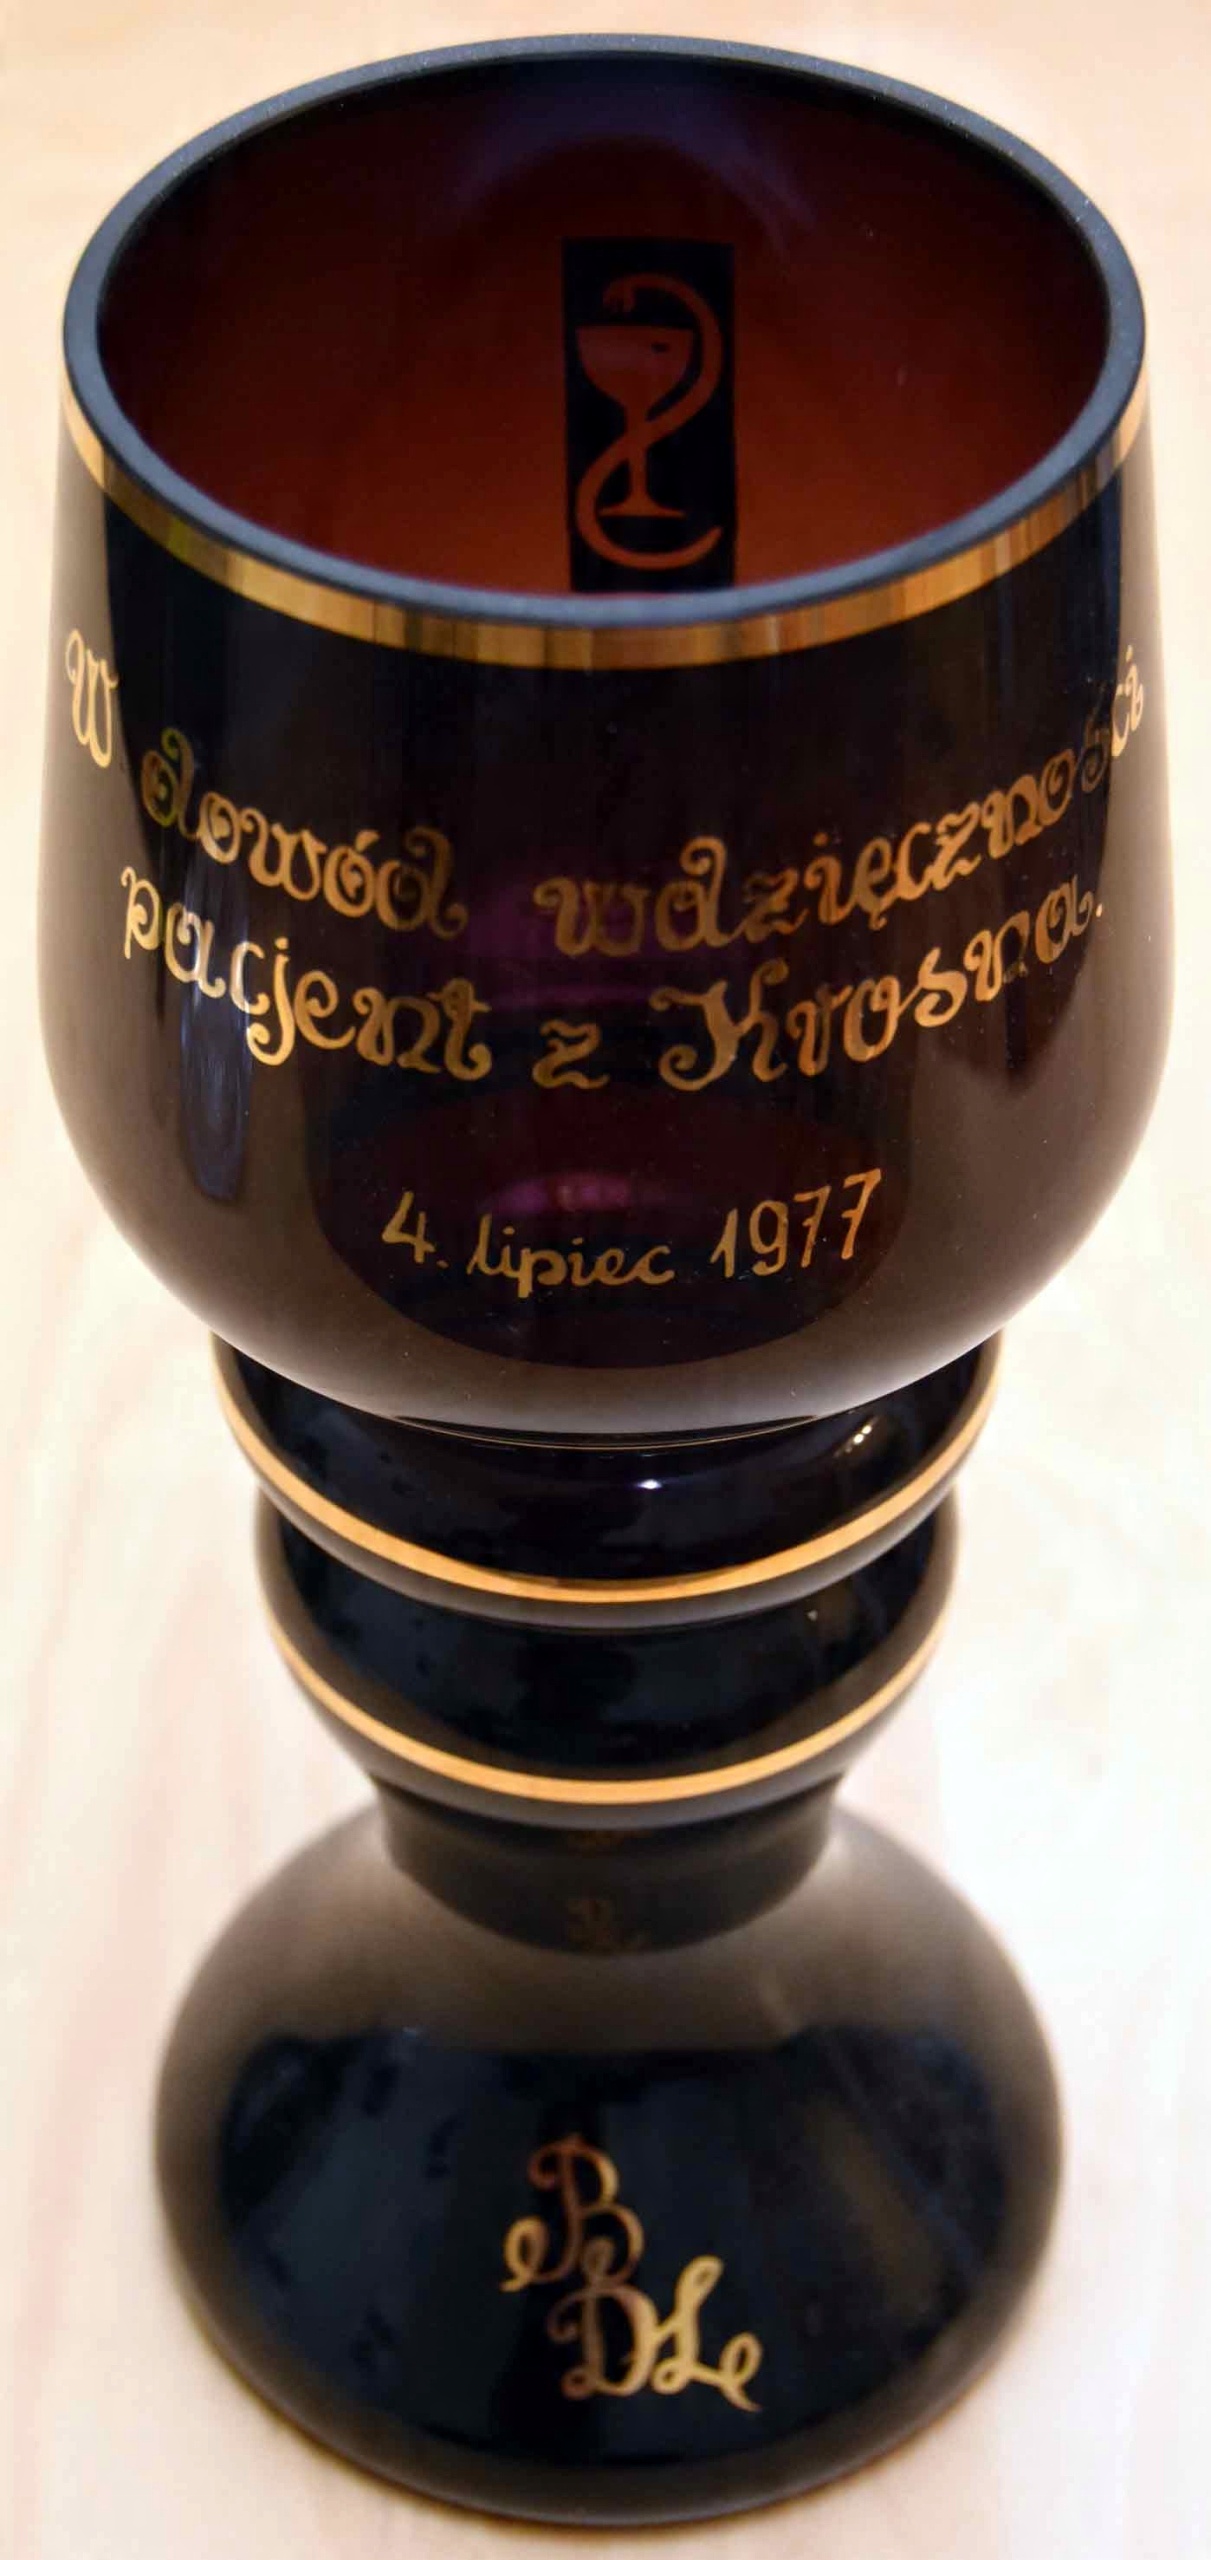 W dowód wdzięczności
pacjent z Krosna.
4. lipiec 1977
B
DL